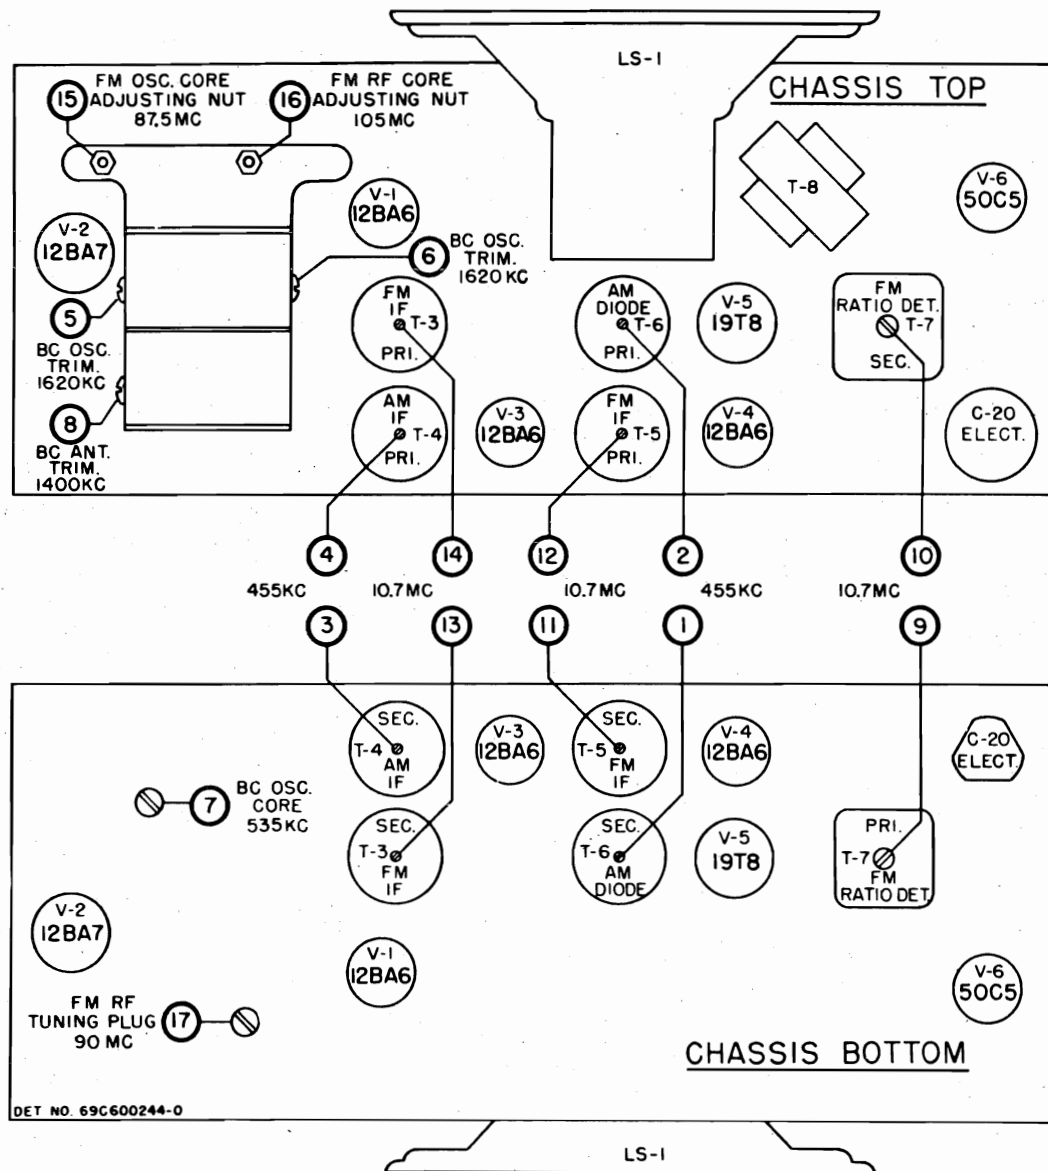 LS-1
CHASSIS TOP
15
FM OSC. CORE
ADJUSTING NUT
87.5MC
16
FM RF CORE
ADJUSTING NUT
105MC
V-1
12BA6
V-2
12BA7
6
BC OSC.
TRIM.
1620KC
T-8
V-6
50C5
5
BC OSC.
TRIM.
1620KC
8
BC ANT.
TRIM.
1400KC
FM
IF
T-3
PRI.
AM
DIODE
T-6
PRI.
V-5
19T8
FM
RATIO DET.
T-7
SEC.
AM
IF
T-4
PRI.
V-3
12BA6
FM
IF
T-5
PRI.
V-4
12BA6
C-20
ELECT.
4
14
12
2
10
455KC
10.7MC
10.7MC
455KC
10.7MC
3
13
11
1
9
SEC.
T-4
AM
IF
V-3
12BA6
SEC.
T-5
FM
IF
V-4
12BA6
C-20
ELECT.
7
BC OSC.
CORE
535KC
SEC.
T-3
FM
IF
SEC.
T-6
AM
DIODE
V-5
19T8
PRI.
T-7
FM
RATIO DET.
V-2
12BA7
V-1
12BA6
V-6
50C5
FM RF
TUNING PLUG
90 MC
17
CHASSIS BOTTOM
DET NO. 69C600244-0
LS-1